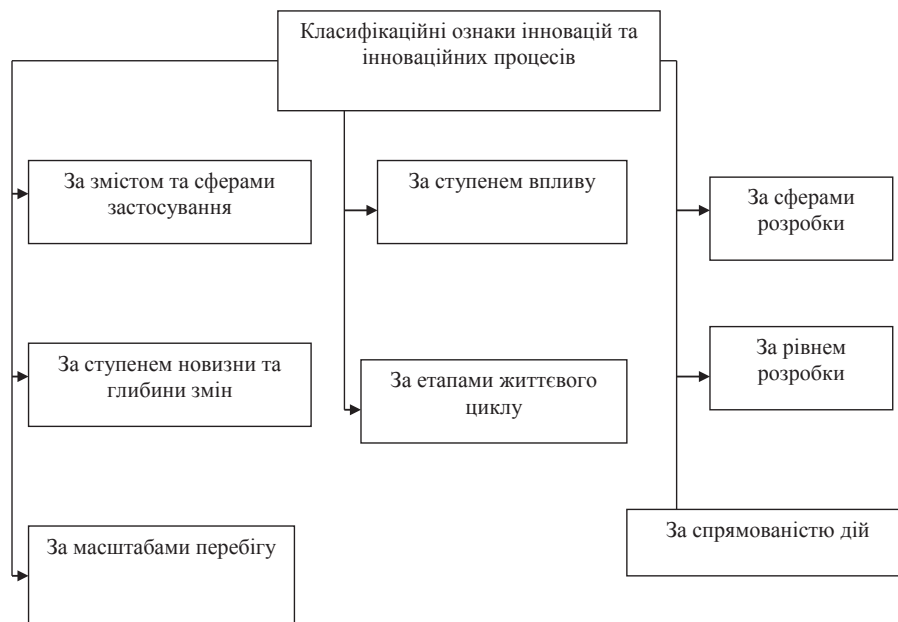 Класифікаційні ознаки інновацій та
інноваційних процесів
За змістом та сферами
застосування
За ступенем впливу
За сферами
розробки
За ступенем новизни та
глибини змін
За етапами життєвого
циклу
За рівнем
розробки
За масштабами перебігу
За спрямованістю дій